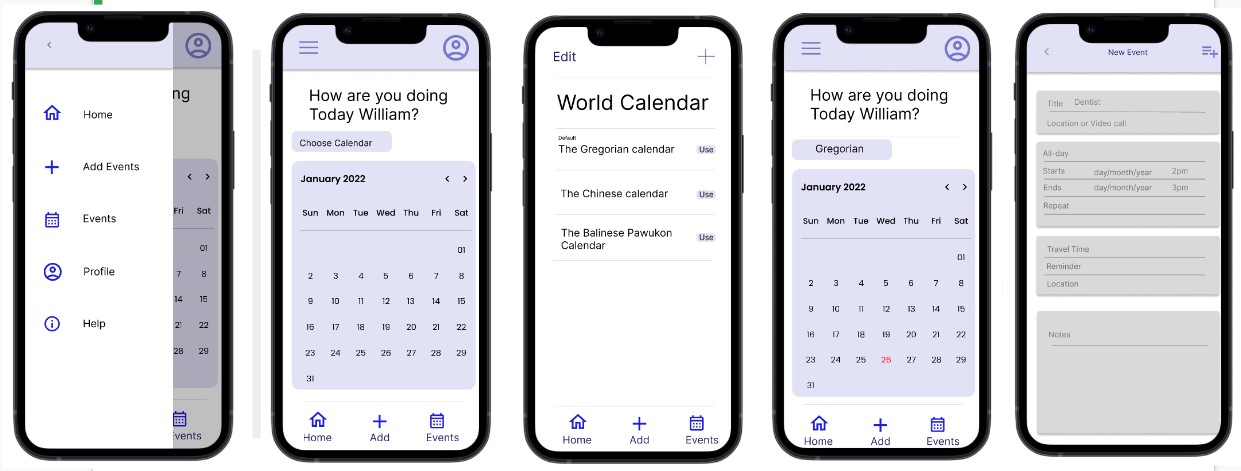 ng
Home
Add Events
Events
Profile
Help
Fri Sat
01
7 8
14 15
21 22
28 29
vents
How are you doing
Today William?
Choose Calendar
January 2022
Sun Mon Tue Wed Thu Fri Sat
01
2 3 4 5 6 7 8
9 10 11 12 13 14 15
16 17 18 19 20 21 22
23 24 25 26 27 28 29
31
Home Add Events
Edit
World Calendar
Default
The Gregorian calendar Use
The Chinese calendar Use
The Balinese Pawukon
Calendar Use
Home Add Events
How are you doing
Today William?
Gregorian
January 2022
Sun Mon Tue Wed Thu Fri Sat
01
2 3 4 5 6 7 8
9 10 11 12 13 14 15
16 17 18 19 20 21 22
23 24 25 26 27 28 29
31
Home Add Events
New Event
Title Dentist
Location or Video call
All-day
Starts day/month/year 2pm
Ends day/month/year 3pm
Repeat
Travel Time
Reminder
Location
Notes